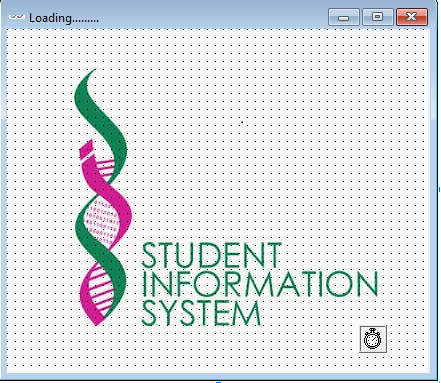 Loading.........
STUDENT
INFORMATION
SYSTEM